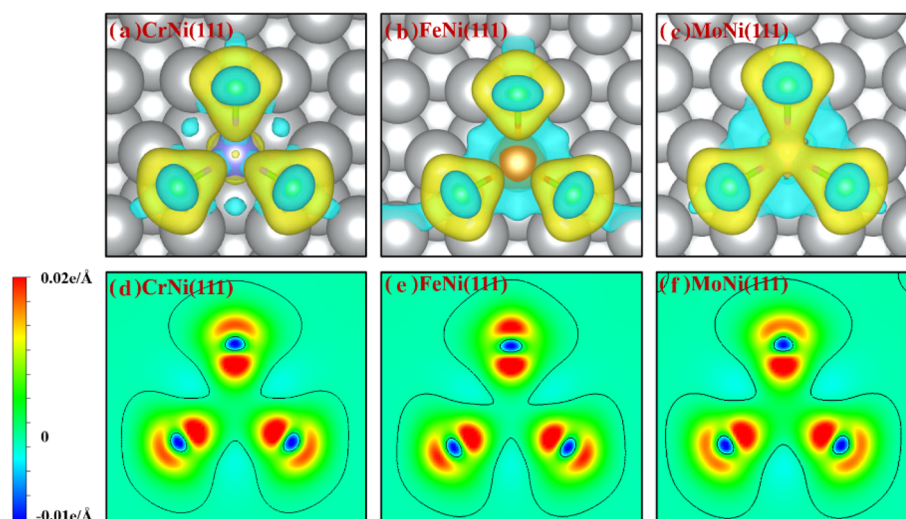 (a)CrNi(111)
(b)FeNi(111)
(c)MoNi(111)
0.02e/Å
0
-0.01e/Å
(d)CrNi(111)
(e)FeNi(111)
(f)MoNi(111)